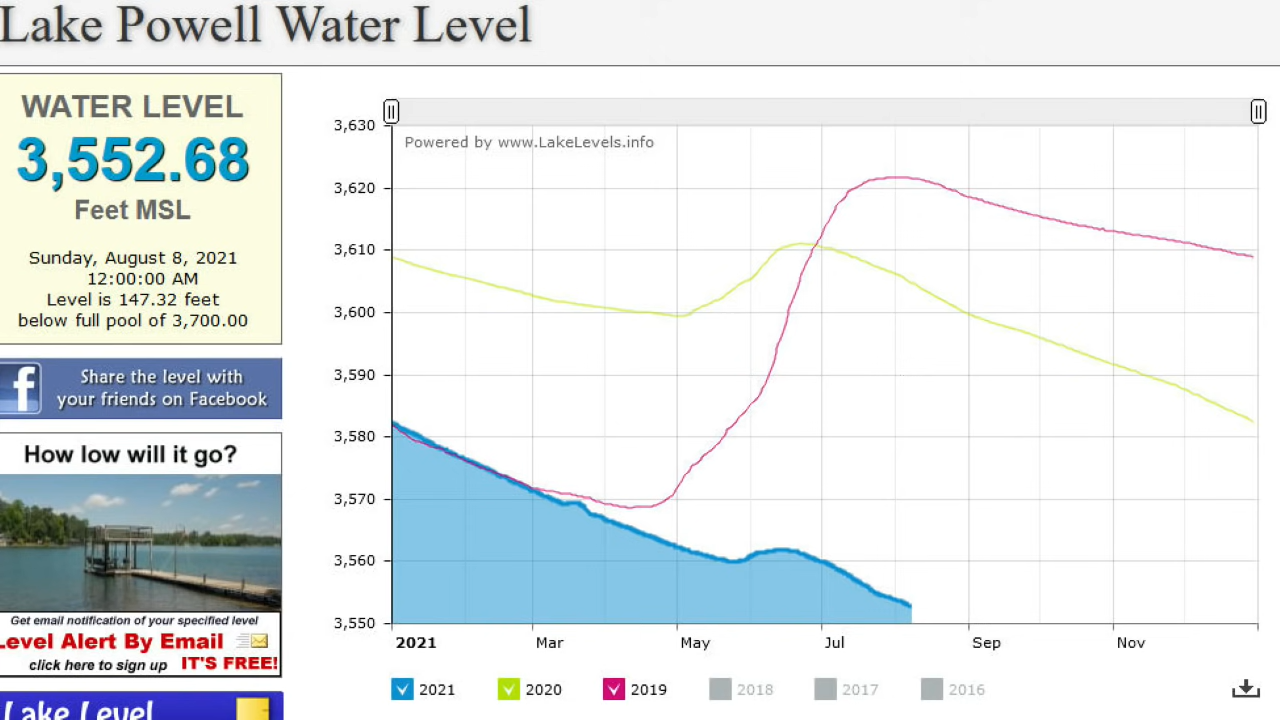 Lake Powell Water Level
WATER LEVEL
3,552.68
Feet MSL
Sunday, August 8, 2021
12:00:00 AM
Level is 147.32 feet
below full pool of 3,700.00
f
Share the level with
your friends on Facebook
How low will it go?
Get email notification of your specified level
Level Alert By Email
click here to sign up IT'S FREE!
Lake Level
Powered by www.LakeLevels.info
3,630
3,620
3,610
3,600
3,590
3,580
3,570
3,560
3,550
2021 Mar May Jul Sep Nov
2021 2020 2019 2018 2017 2016